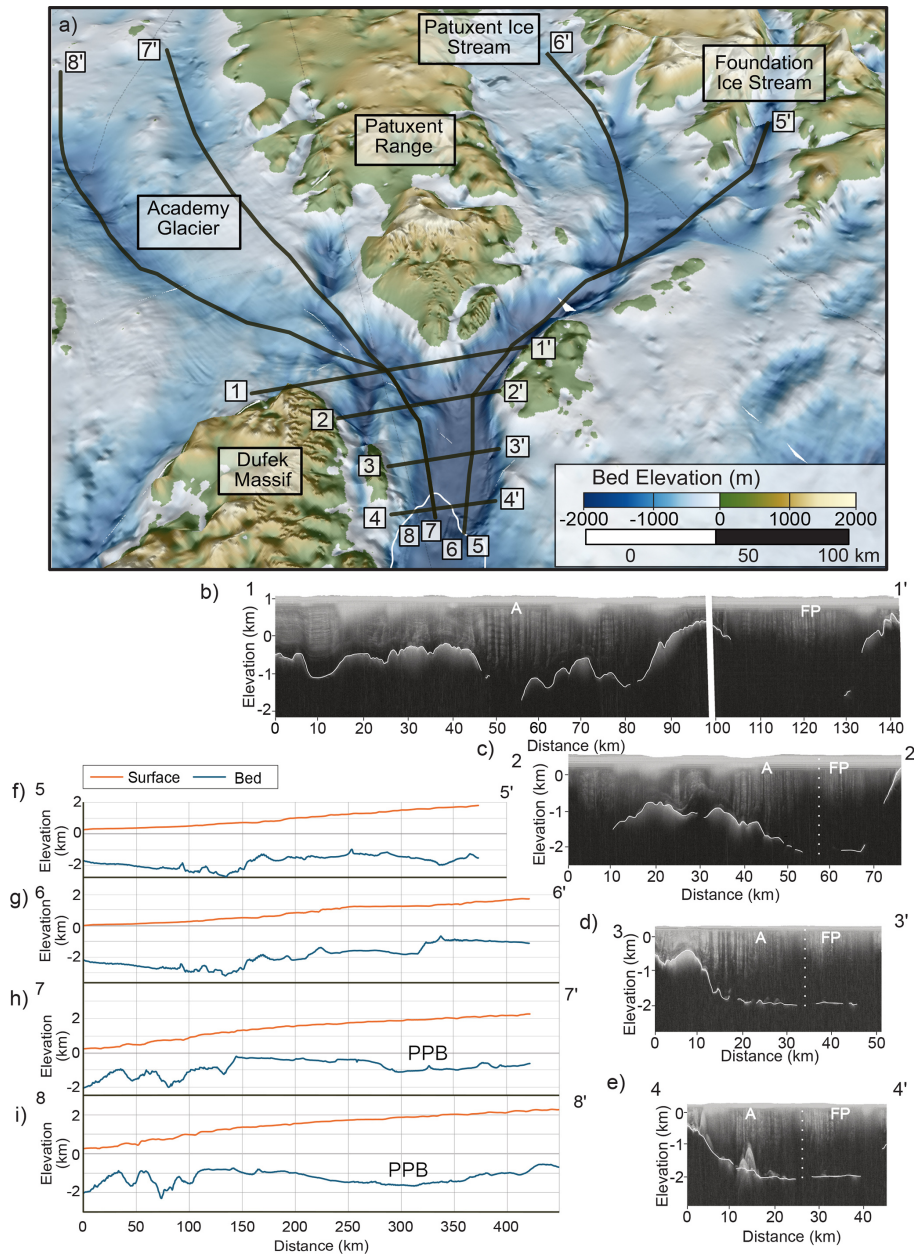 a)
8'
7'
Patuxent Ice
Stream
6'
Foundation
Ice Stream
5'
Patuxent
Range
Academy
Glacier
1
1'
2
2'
Dufek
Massif
3
3'
4
4'
8
7
6
5
Bed Elevation (m)
-2000 -1000 0 1000 2000
0 50 100 km
b)
1
1'
A
FP
Elevation (km)
1
0
-1
-2
0 10 20 30 40 50 60 70 80 90 100 110 120 130 140
Distance (km)
c)
2
2'
A
FP
Elevation (km)
0
-1
-2
0 10 20 30 40 50 60 70
Distance (km)
d)
3
3'
A
FP
Elevation (km)
0
-1
-2
0 10 20 30 40 50
Distance (km)
e)
4
4'
A
FP
Elevation (km)
0
-1
-2
0 10 20 30 40
Distance (km)
Surface
Bed
f)
5
5'
Elevation
(km)
2
0
-2
g)
6
6'
Elevation
(km)
2
0
-2
h)
7
7'
Elevation
(km)
2
0
-2
PPB
i)
8
8'
Elevation
(km)
2
0
-2
PPB
0 50 100 150 200 250 300 350 400
Distance (km)